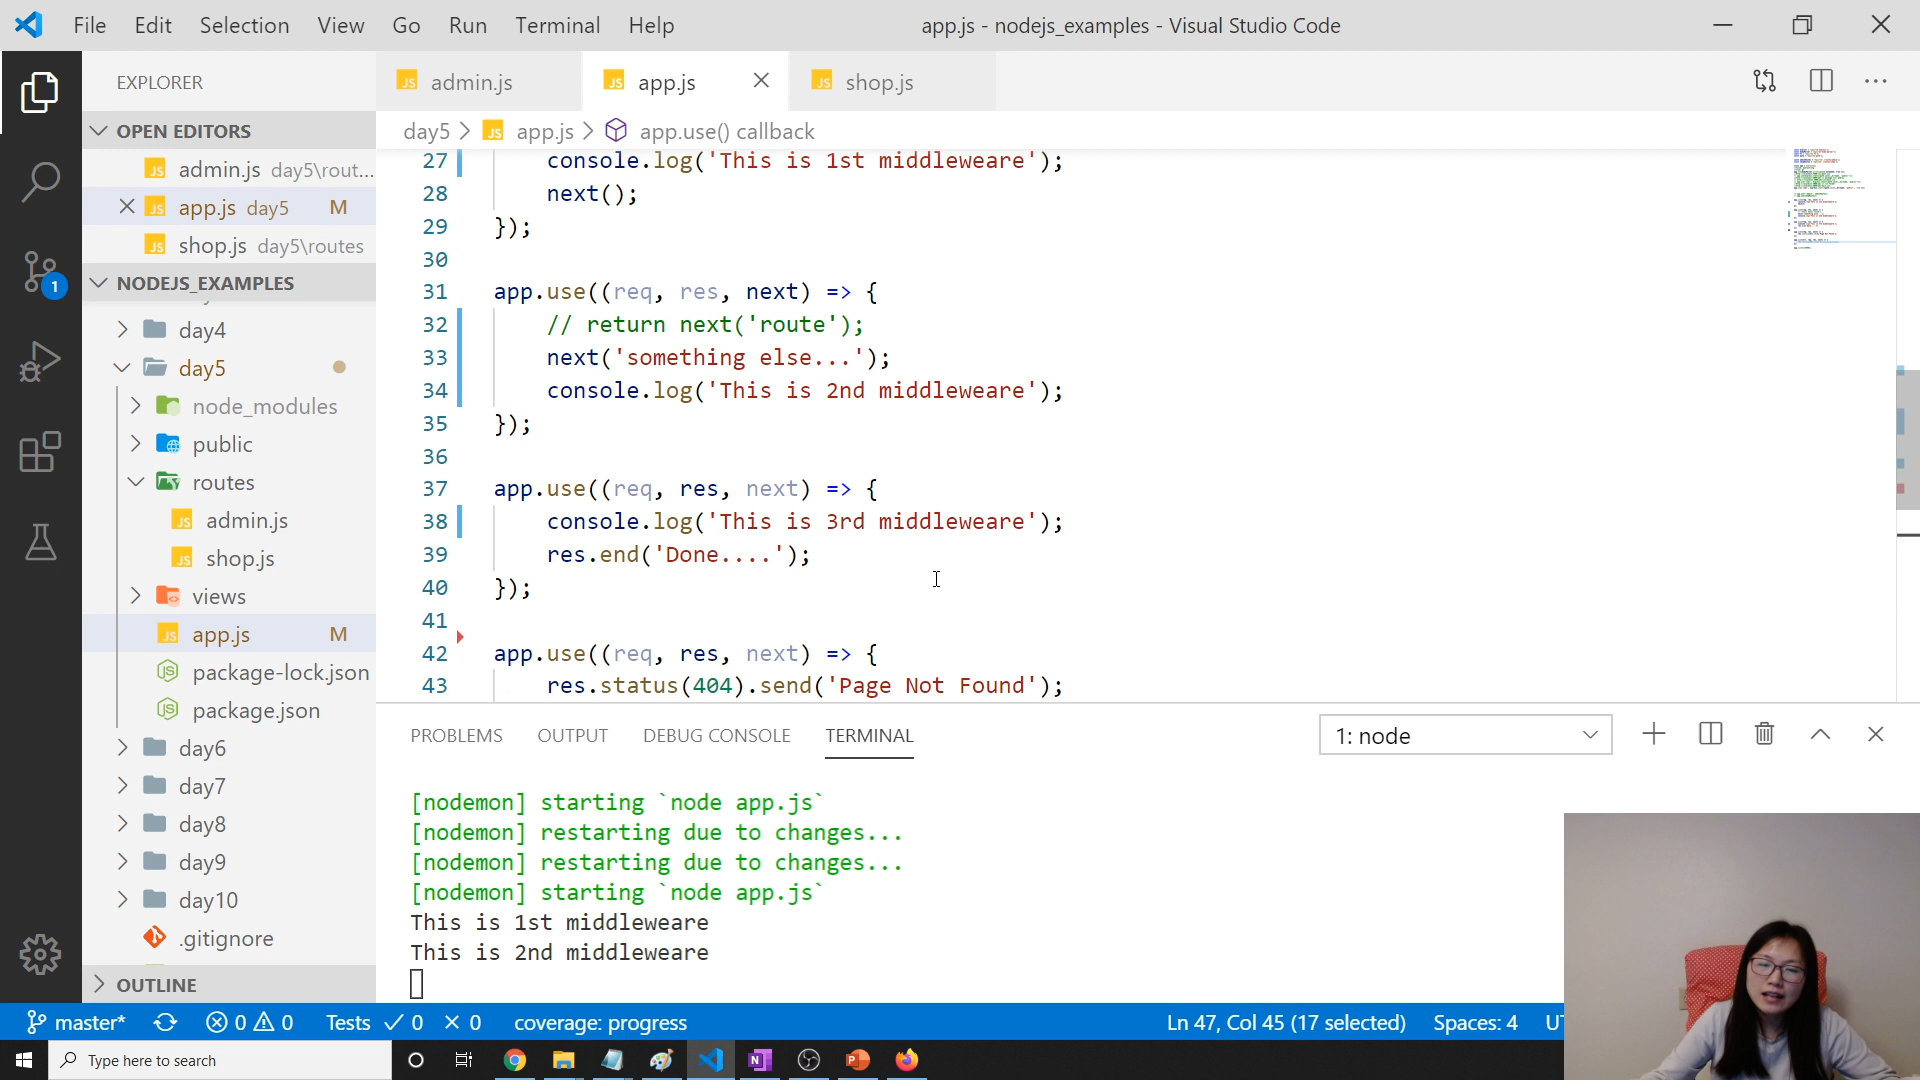 File Edit Selection View Go Run Terminal Help
app.js - nodejs_examples - Visual Studio Code
EXPLORER
OPEN EDITORS
admin.js day5\rout...
app.js day5 M
shop.js day5\routes
NODEJS_EXAMPLES
day4
day5
node_modules
public
routes
admin.js
shop.js
views
app.js M
package-lock.json
package.json
day6
day7
day8
day9
day10
.gitignore
OUTLINE
admin.js app.js shop.js
day5 > app.js > app.use() callback
27 console.log('This is 1st middleweare');
28 next();
29 });
30
31 app.use((req, res, next) => {
32 // return next('route');
33 next('something else...');
34 console.log('This is 2nd middleweare');
35 });
36
37 app.use((req, res, next) => {
38 console.log('This is 3rd middleweare');
39 res.end('Done....');
40 });
41
42 app.use((req, res, next) => {
43 res.status(404).send('Page Not Found');
PROBLEMS OUTPUT DEBUG CONSOLE TERMINAL
1: node
[nodemon] starting `node app.js`
[nodemon] restarting due to changes...
[nodemon] restarting due to changes...
[nodemon] starting `node app.js`
This is 1st middleweare
This is 2nd middleweare
1
master* 0 0 Tests 0 0 coverage: progress
Ln 47, Col 45 (17 selected) Spaces: 4
Type here to search